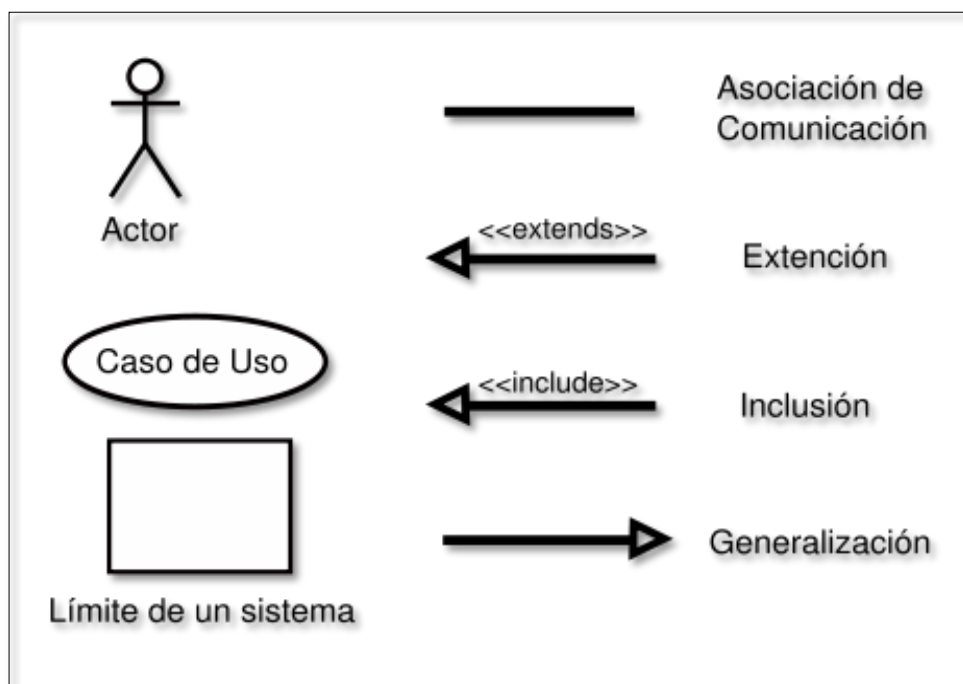 Asociación de
Comunicación
Actor
<<extends>>
Extención
Caso de Uso
<<include>>
Inclusión
Generalización
Límite de un sistema